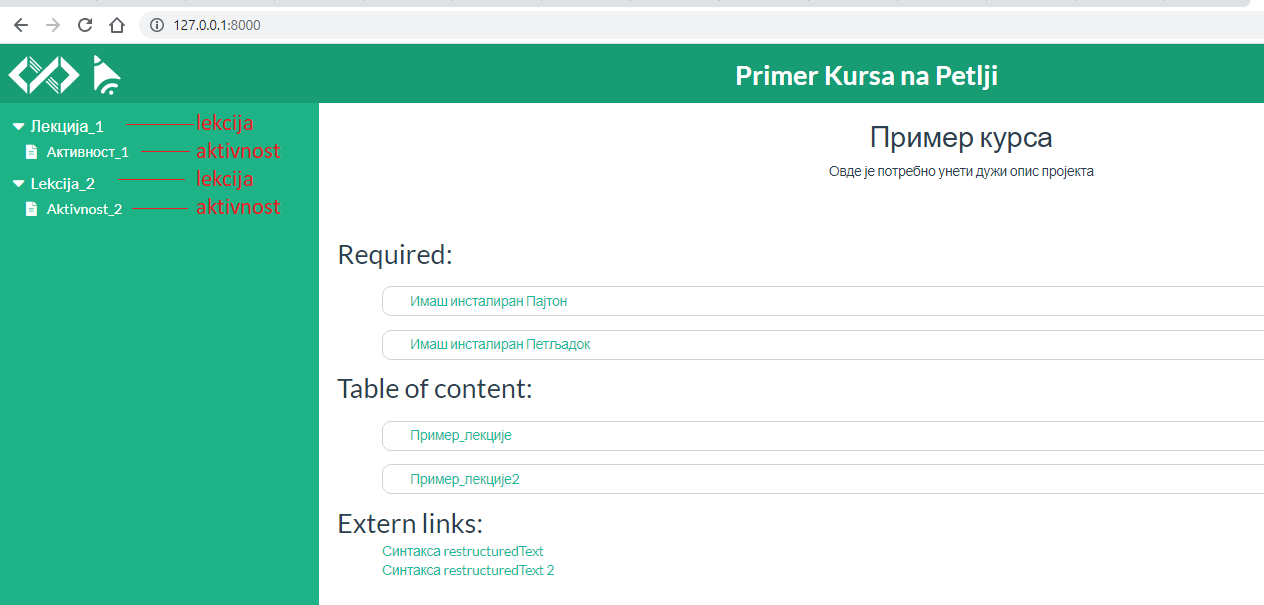 127.0.0.1:8000
Primer Kursa na Petlji
Лекција_1 lekcija
Активност_1 aktivnost
Lekcija_2 lekcija
Aktivnost_2 aktivnost
Пример курса
Овде је потребно унети дужи опис пројекта
Required:
Имаш инсталиран Пајтон
Имаш инсталиран Петљадок
Table of content:
Пример_лекције
Пример_лекције2
Extern links:
Синтакса restructuredText
Синтакса restructuredText 2